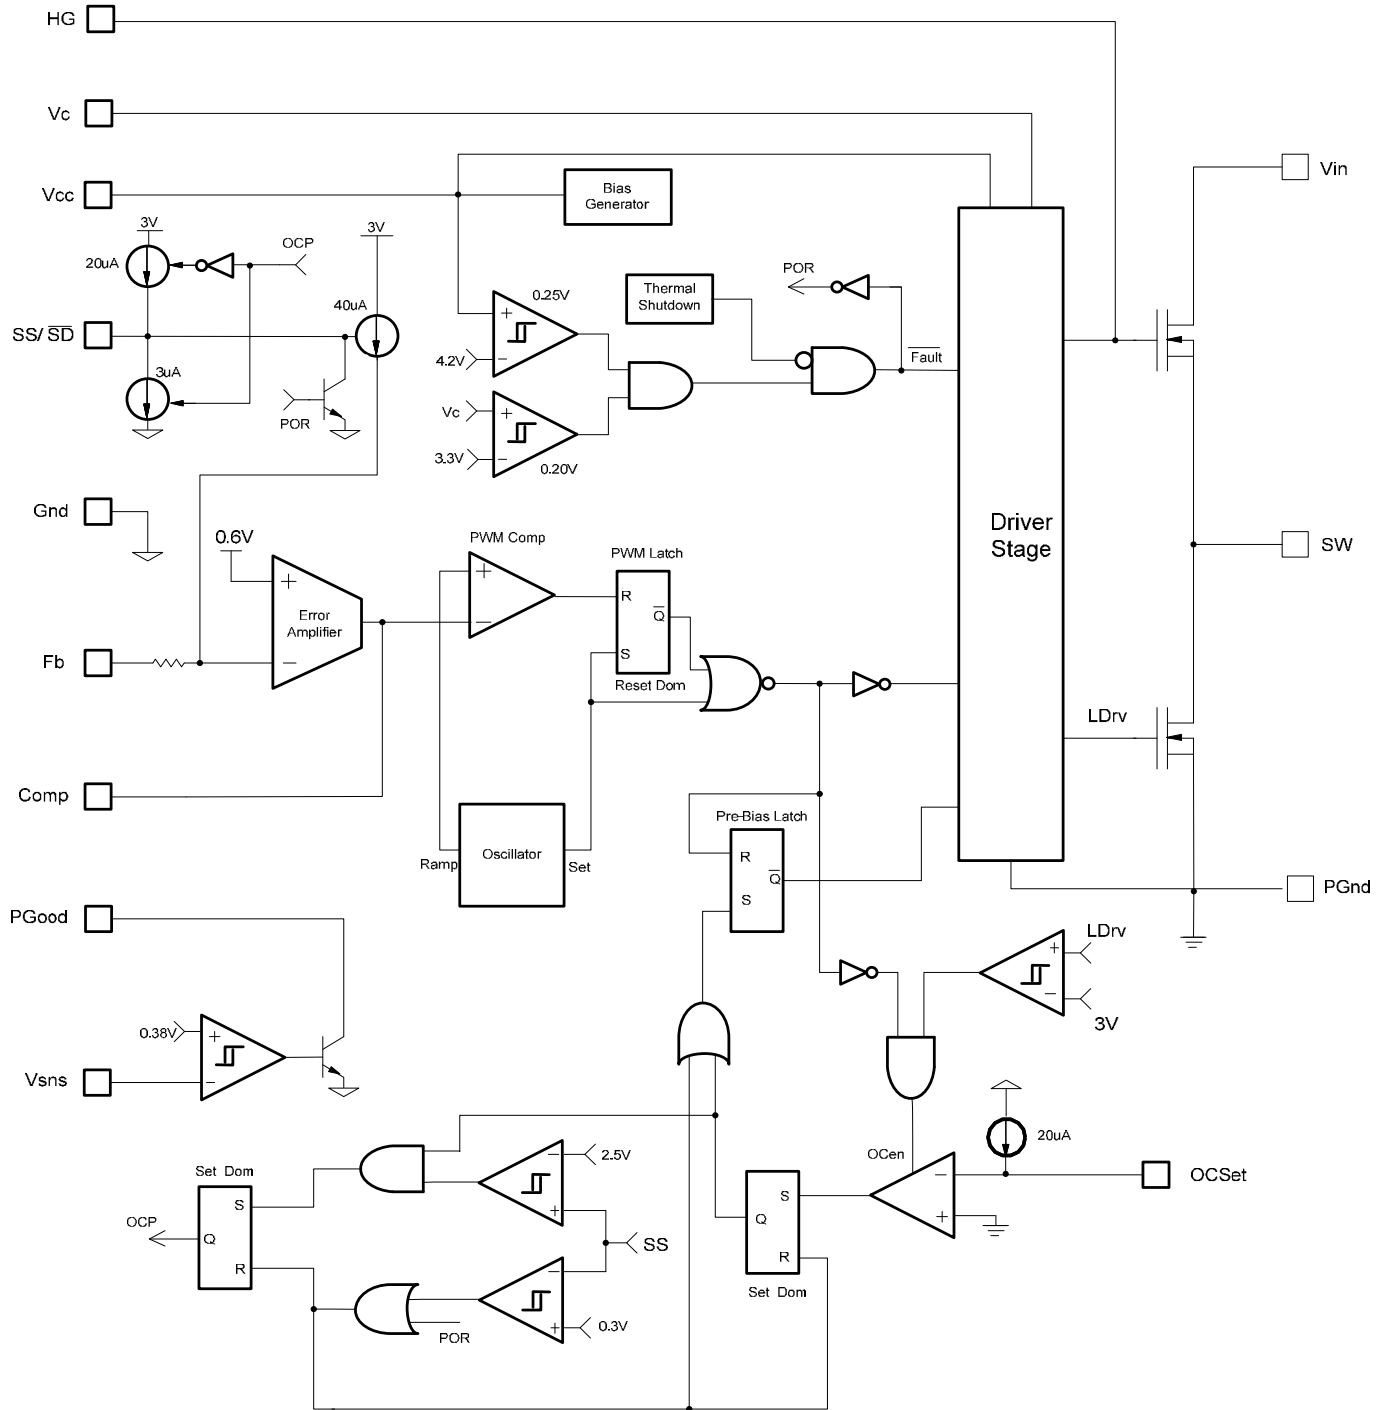 HG
Vc
Vin
Vcc
Bias
Generator
3V
3V
OCP
20uA
POR
Thermal
Shutdown
0.25V
40uA
SS/ SD
Fault
4.2V
3uA
Vc
POR
3.3V
0.20V
Gnd
Driver
Stage
0.6V
PWM Comp
SW
PWM Latch
+
+
R
Q
Error
Amplifier
−
S
Fb
−
Reset Dom
LDrv
Comp
Pre-Bias Latch
Ramp
Oscillator
Set
R
Q
S
PGnd
PGood
LDrv
+
−
3V
0.38V
+
Vsns
−
20uA
OCen
2.5V
−
Set Dom
−
OCSet
S
S
OCP
Q
+
Q
+
SS
R
−
R
Set Dom
0.3V
+
POR
+
−
+
−